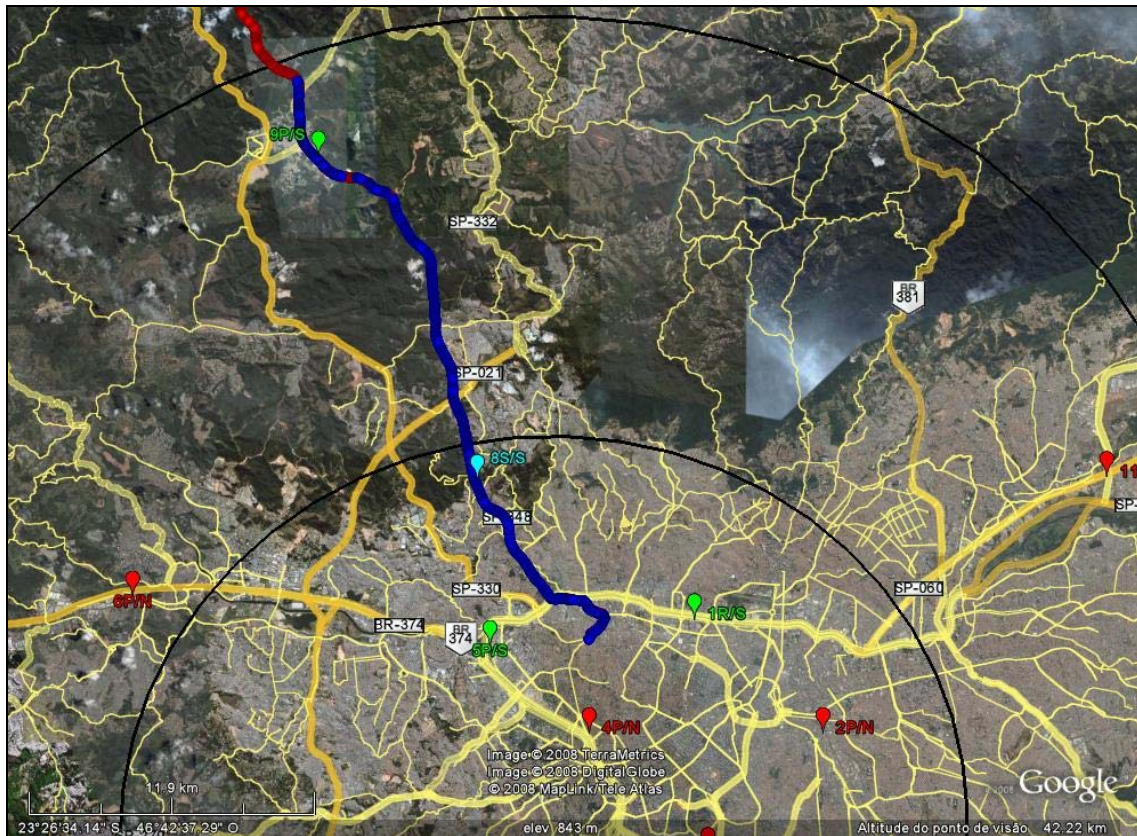 9P/S
SP-332
BR
381
SP-021
8S/S
11
SP-
SP-348
6P/N
SP-330
SP-060
1R/S
BR-374
BR
374
5P/S
4P/N
2P/N
Image © 2008 TerraMetrics
Image © 2008 DigitalGlobe
© 2008 MapLink/Tele Atlas
11.9 km
© 2008
Google
23°26'34.14" S 46°42'37.29" O
elev 843 m
Altitude do ponto de visão 42.22 km